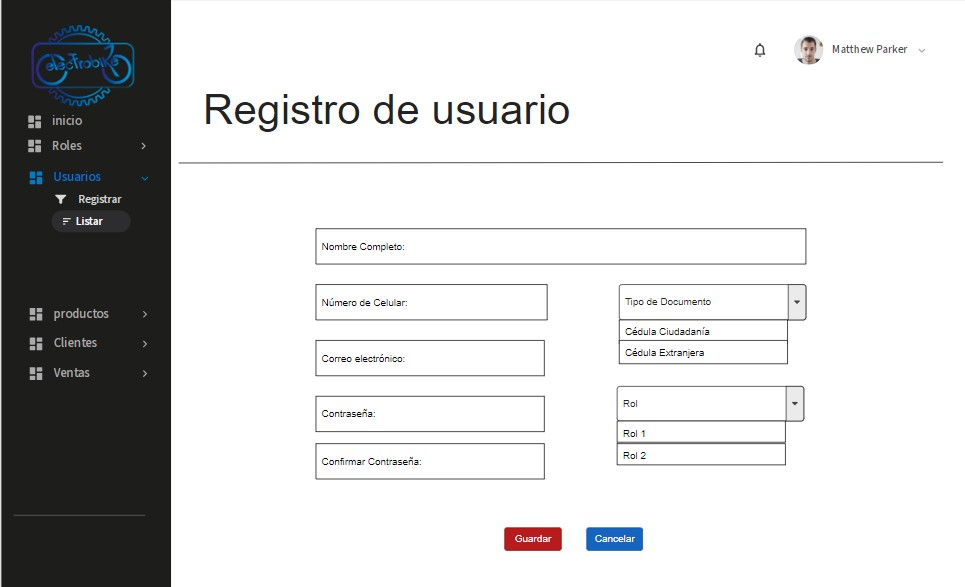 electrobike
Matthew Parker
Registro de usuario
inicio
Roles
Usuarios
Registrar
Listar
productos
Clientes
Ventas
Nombre Completo:
Número de Celular:
Tipo de Documento
Cédula Ciudadanía
Correo electrónico:
Cédula Extranjera
Contraseña:
Rol
Rol 1
Confirmar Contraseña:
Rol 2
Guardar
Cancelar